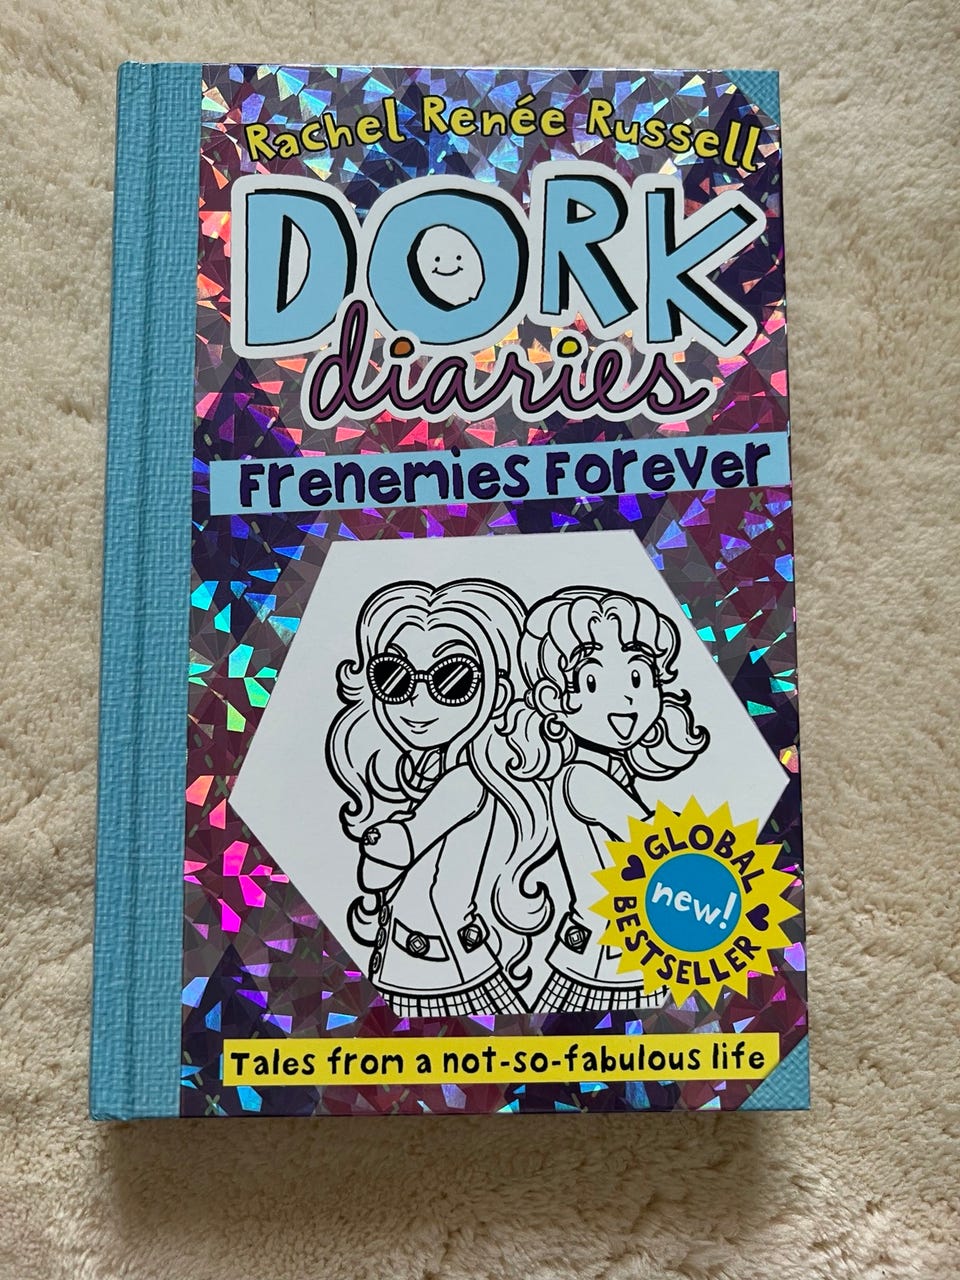 Rachel Renée Russell
DORK
diaries
Frenemies Forever
GLOBAL
new!
BESTSELLER
Tales from a not-so-fabulous life